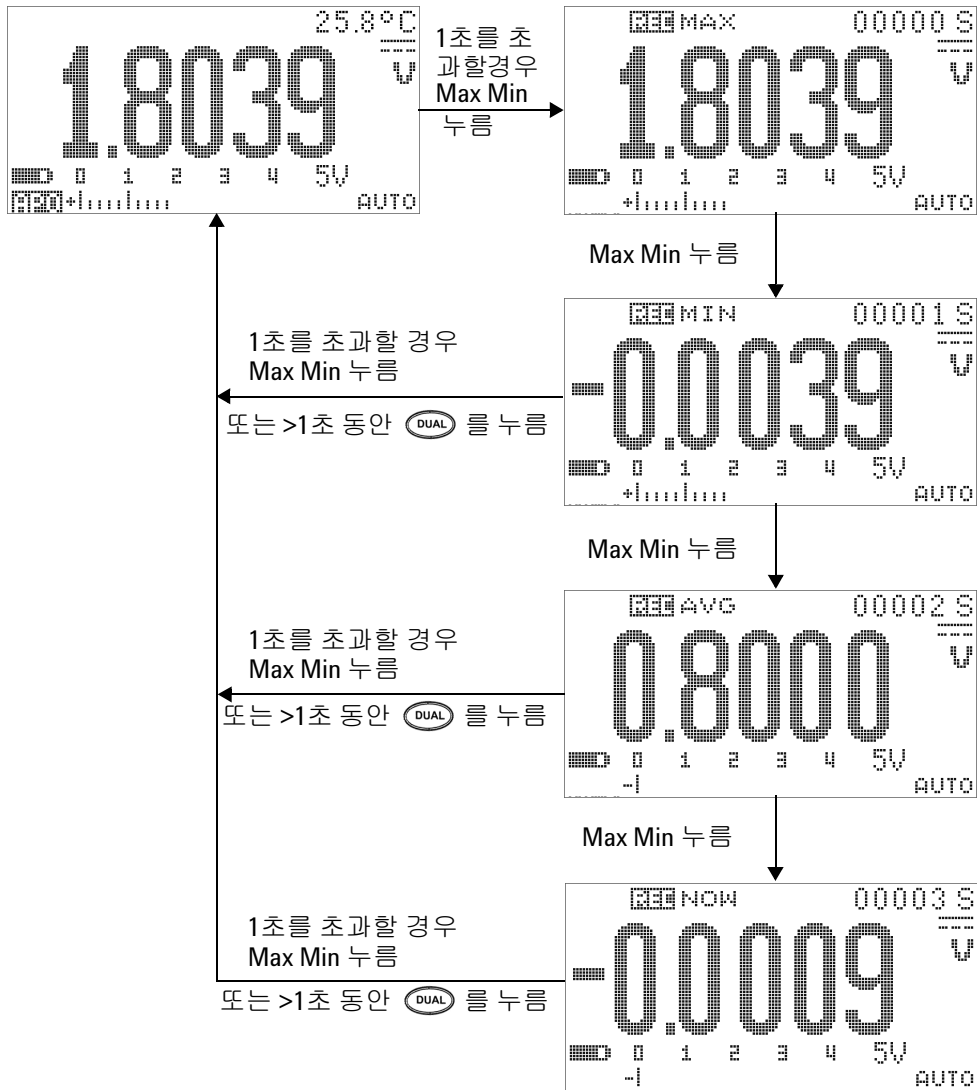 25.8°C
1.8039
V
0 1 2 3 4 5V
AUTO
1초를 초
과할경우
Max Min
누름
REC MAX 00000 S
1.8039
V
0 1 2 3 4 5V
AUTO
Max Min 누름
REC MIN 00001 S
-0.0039
V
0 1 2 3 4 5V
AUTO
1초를 초과할 경우
Max Min 누름
또는 >1초 동안 DUAL 를 누름
Max Min 누름
REC AVG 00002 S
0.8000
V
0 1 2 3 4 5V
AUTO
1초를 초과할 경우
Max Min 누름
또는 >1초 동안 DUAL 를 누름
Max Min 누름
REC NOW 00003 S
-0.0009
V
0 1 2 3 4 5V
AUTO
1초를 초과할 경우
Max Min 누름
또는 >1초 동안 DUAL 를 누름